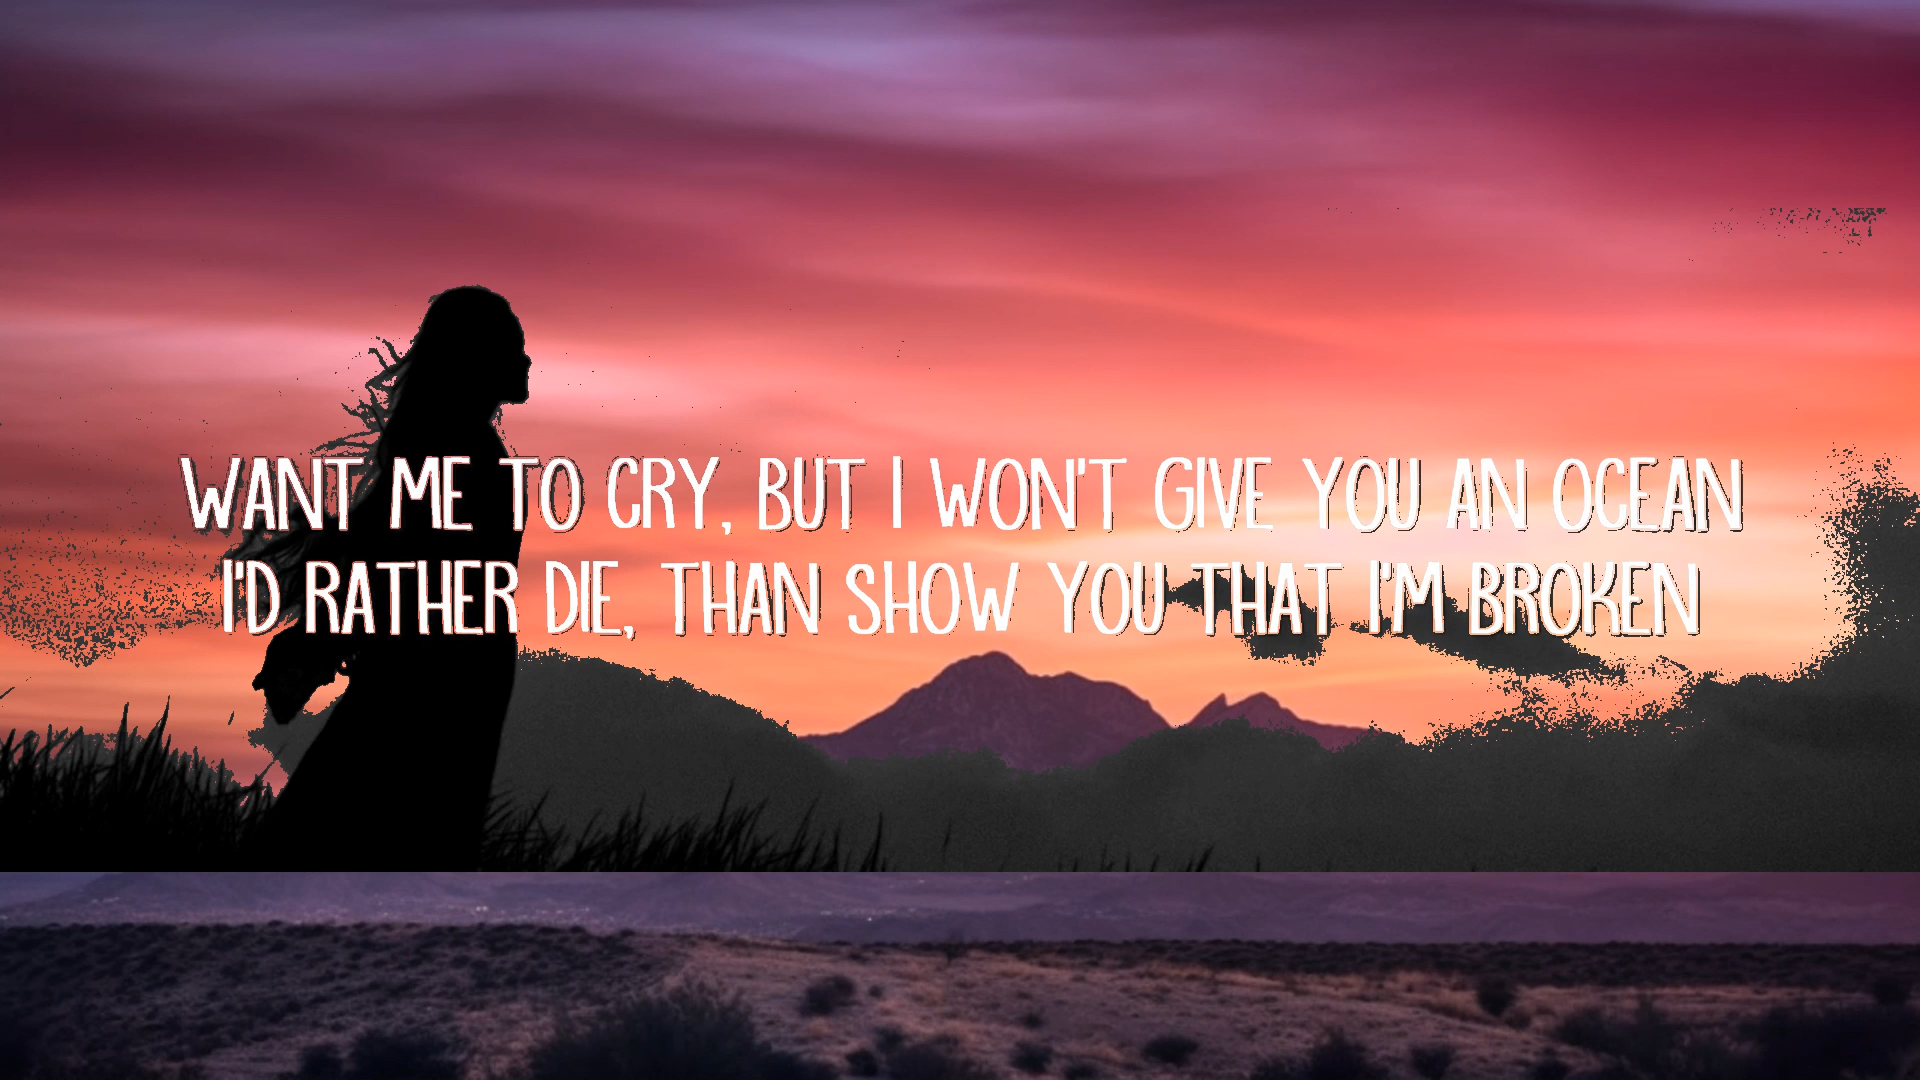 WANT ME TO CRY, BUT I WON'T GIVE YOU AN OCEAN
I'D RATHER DIE, THAN SHOW YOU THAT I'M BROKEN